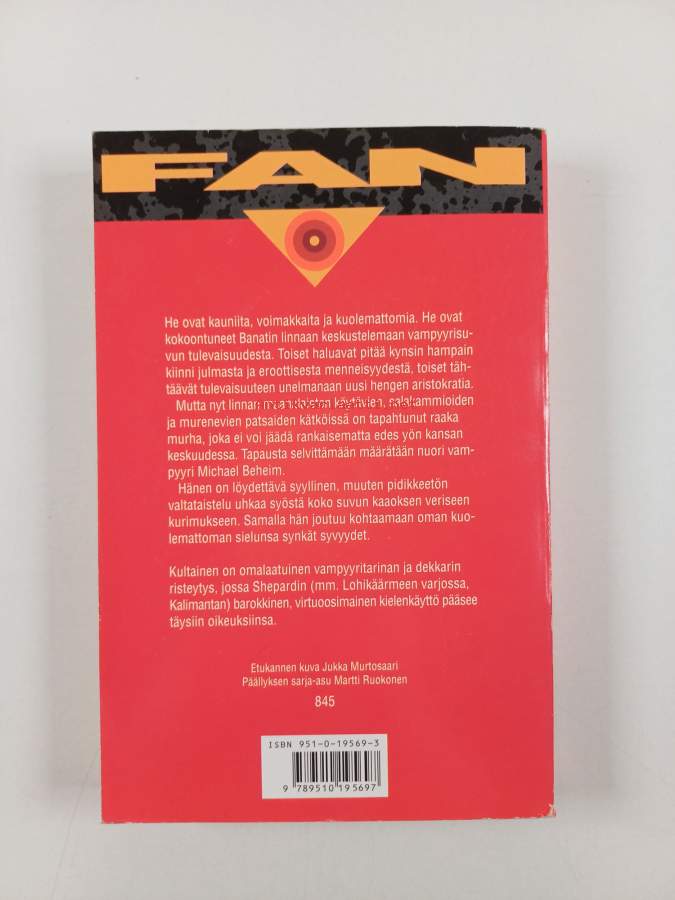 FAN
He ovat kauniita, voimakkaita ja kuolemattomia. He ovat
kokoontuneet Banatin linnaan keskustelemaan vampyyrisu-
vun tulevaisuudesta. Toiset haluavat pitää kynsin hampain
kiinni julmasta ja eroottisesta menneisyydestä, toiset täh-
täävät tulevaisuuteen unelmanaan uusi hengen aristokratia.
Mutta nyt linnan käytävien, salakammioiden
ja murenevien patsaiden kätköissä on tapahtunut raaka
murha, joka ei voi jäädä rankaisematta edes yön kansan
keskuudessa. Tapausta selvittämään määrätään nuori vam-
pyyri Michael Beheim.
Hänen on löydettävä syyllinen, muuten pidikkeetön
valtataistelu uhkaa syöstä koko suvun kaaoksen veriseen
kurimukseen. Samalla hän joutuu kohtaamaan oman kuo-
lemattoman sielunsa synkät syvyydet.
Kultainen on omalaatuinen vampyyritarinan ja dekkarin
risteytys, jossa Shepardin (mm. Lohikäärmeen varjossa,
Kalimantan) barokkinen, virtuoosimainen kielenkäyttö pääsee
täysiin oikeuksiinsa.
Etukannen kuva Jukka Murtosaari
Päällyksen sarja-asu Martti Ruokonen
845
ISBN 951-0-19569-3
9 789510 195697